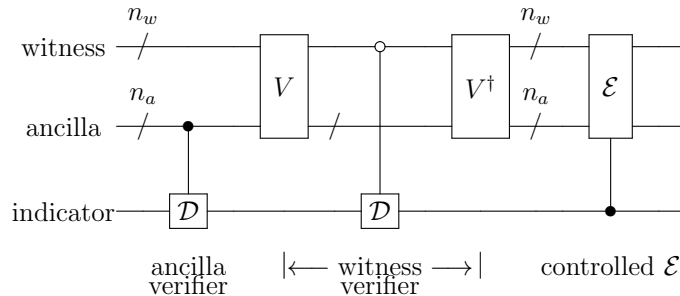 n_w n_w
witness V V† ℰ
n_a n_a
ancilla
indicator 𝒟 𝒟
ancilla witness controlled ℰ
verifier verifier